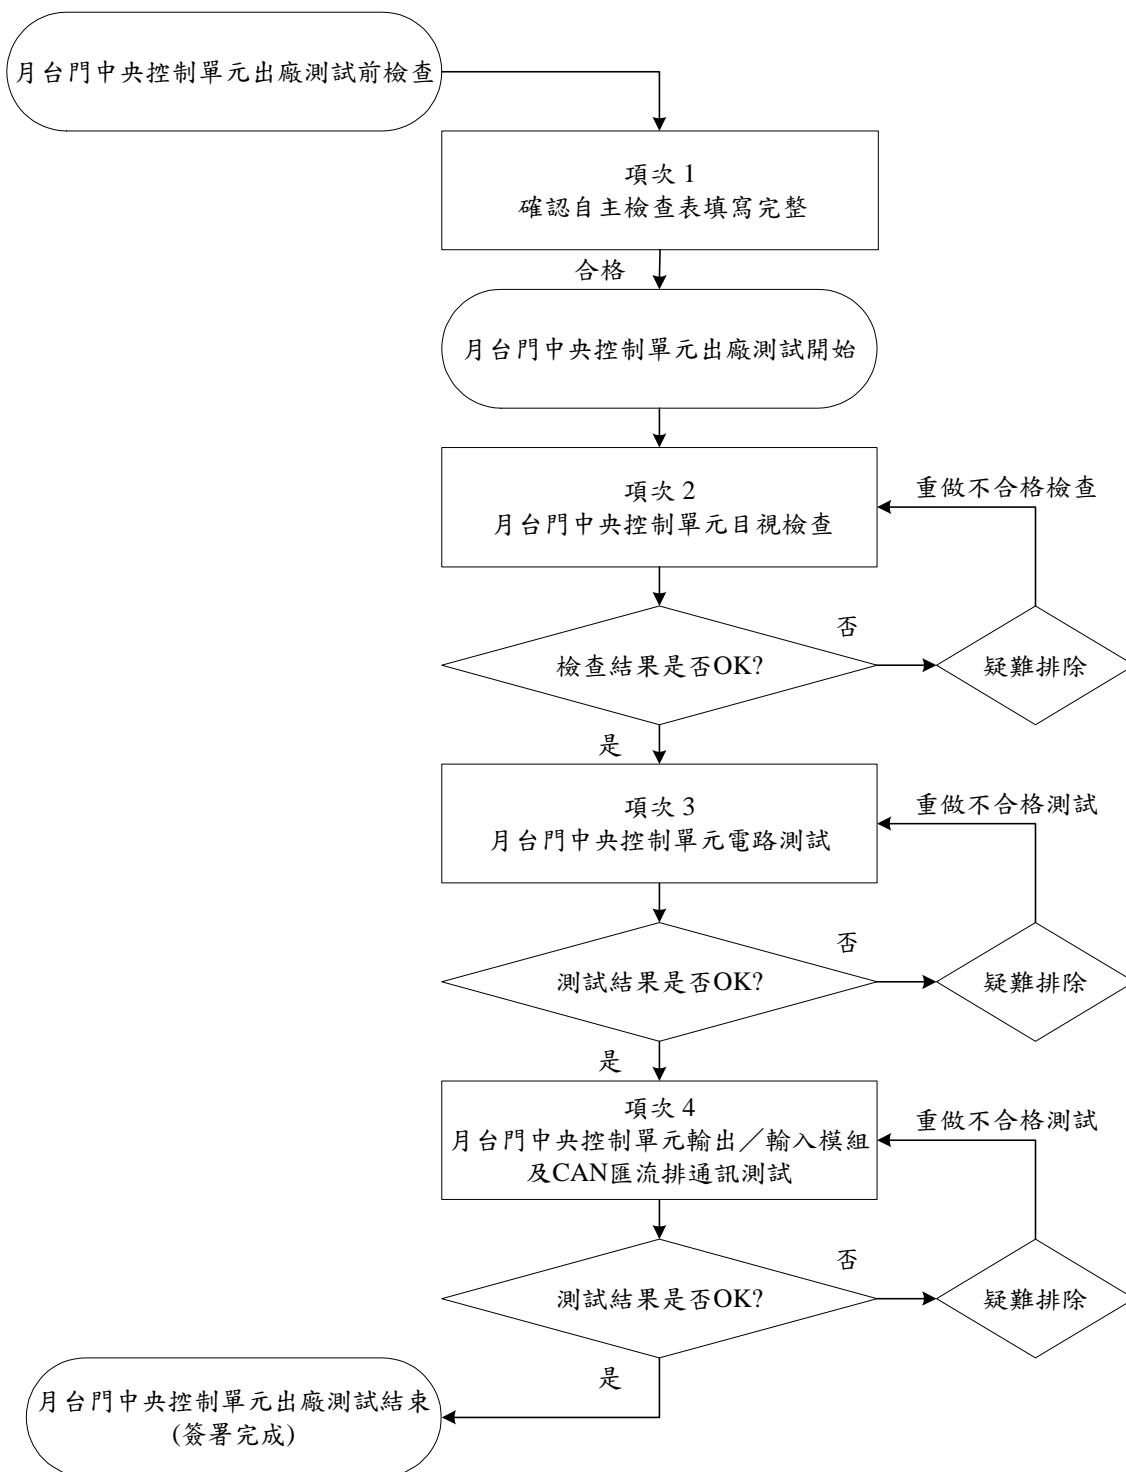 月台門中央控制單元出廠測試前檢查
項次 1
確認自主檢查表填寫完整
合格
月台門中央控制單元出廠測試開始
項次 2
月台門中央控制單元目視檢查
重做不合格檢查
否
檢查結果是否OK?
疑難排除
是
項次 3
月台門中央控制單元電路測試
重做不合格測試
否
測試結果是否OK?
疑難排除
是
項次 4
月台門中央控制單元輸出／輸入模組
及CAN匯流排通訊測試
重做不合格測試
否
測試結果是否OK?
疑難排除
是
月台門中央控制單元出廠測試結束
(簽署完成)